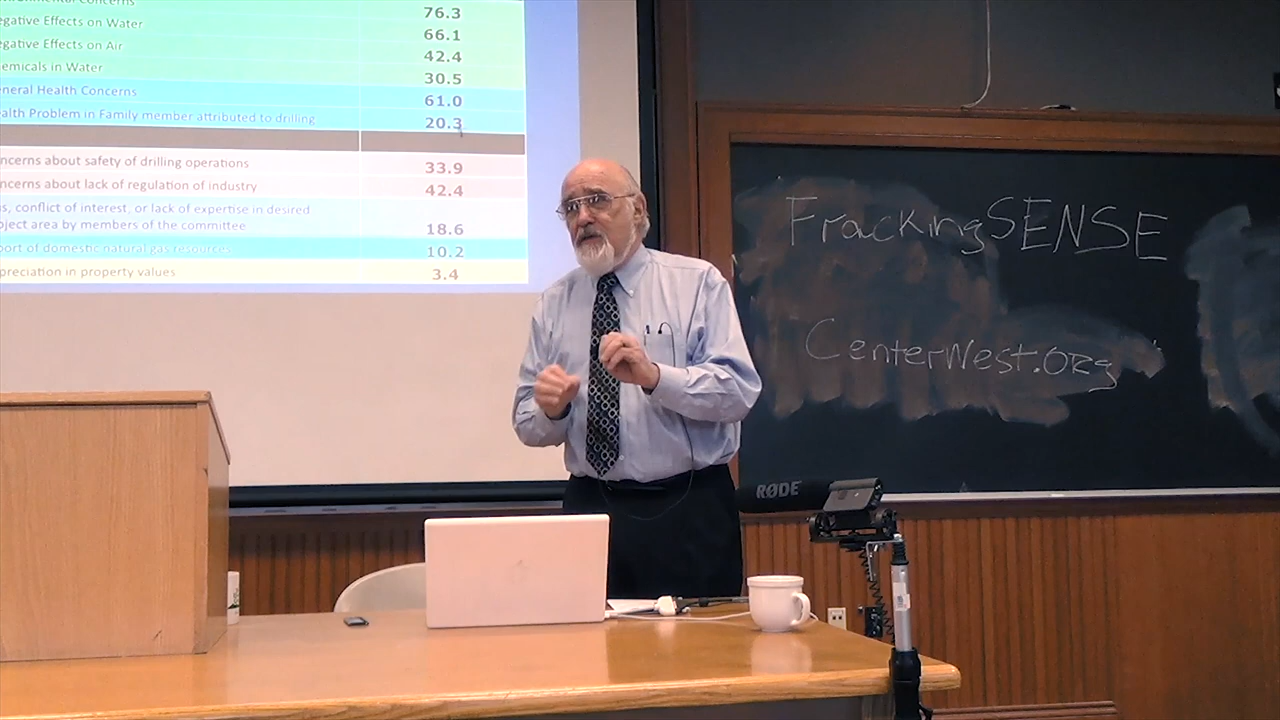 76.3
egative Effects on Water 66.1
egative Effects on Air 42.4
emicals in Water 30.5
eneral Health Concerns 61.0
alth Problem in Family member attributed to drilling 20.3
ncerns about safety of drilling operations 33.9
ncerns about lack of regulation of industry 42.4
s, conflict of interest, or lack of expertise in desired
ject area by members of the committee 18.6
port of domestic natural gas resources 10.2
preciation in property values 3.4
FrackingSENSE
CenterWest.ORg
RØDE